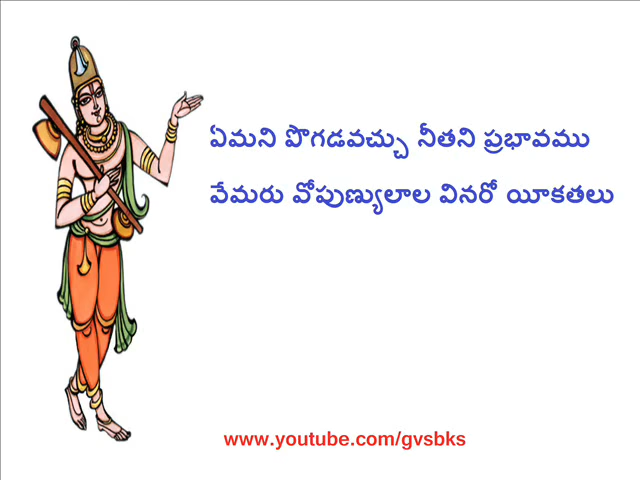 ఏమని పొగడవచ్చు నీతని ప్రభావము
వేమరు వోపుణ్యులాల వినరో యీకతలు
www.youtube.com/gvsbks